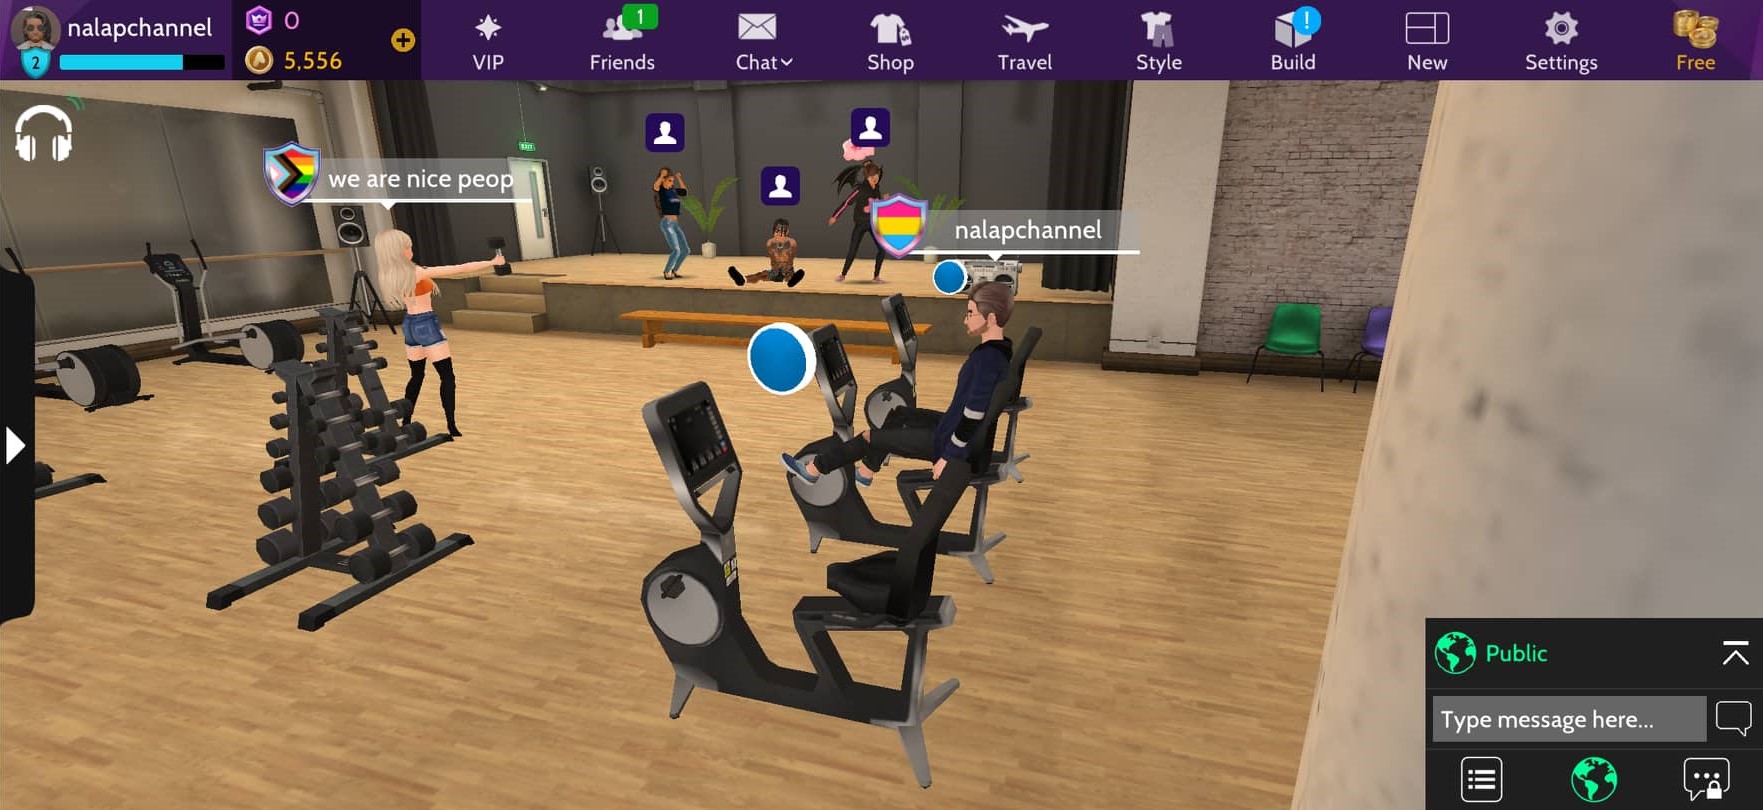 nalapchannel
2
0
5,556
VIP
1
Friends
Chat
Shop
Travel
Style
!
Build
New
Settings
Free
EXIT
we are nice peop
nalapchannel
Public
Type message here...